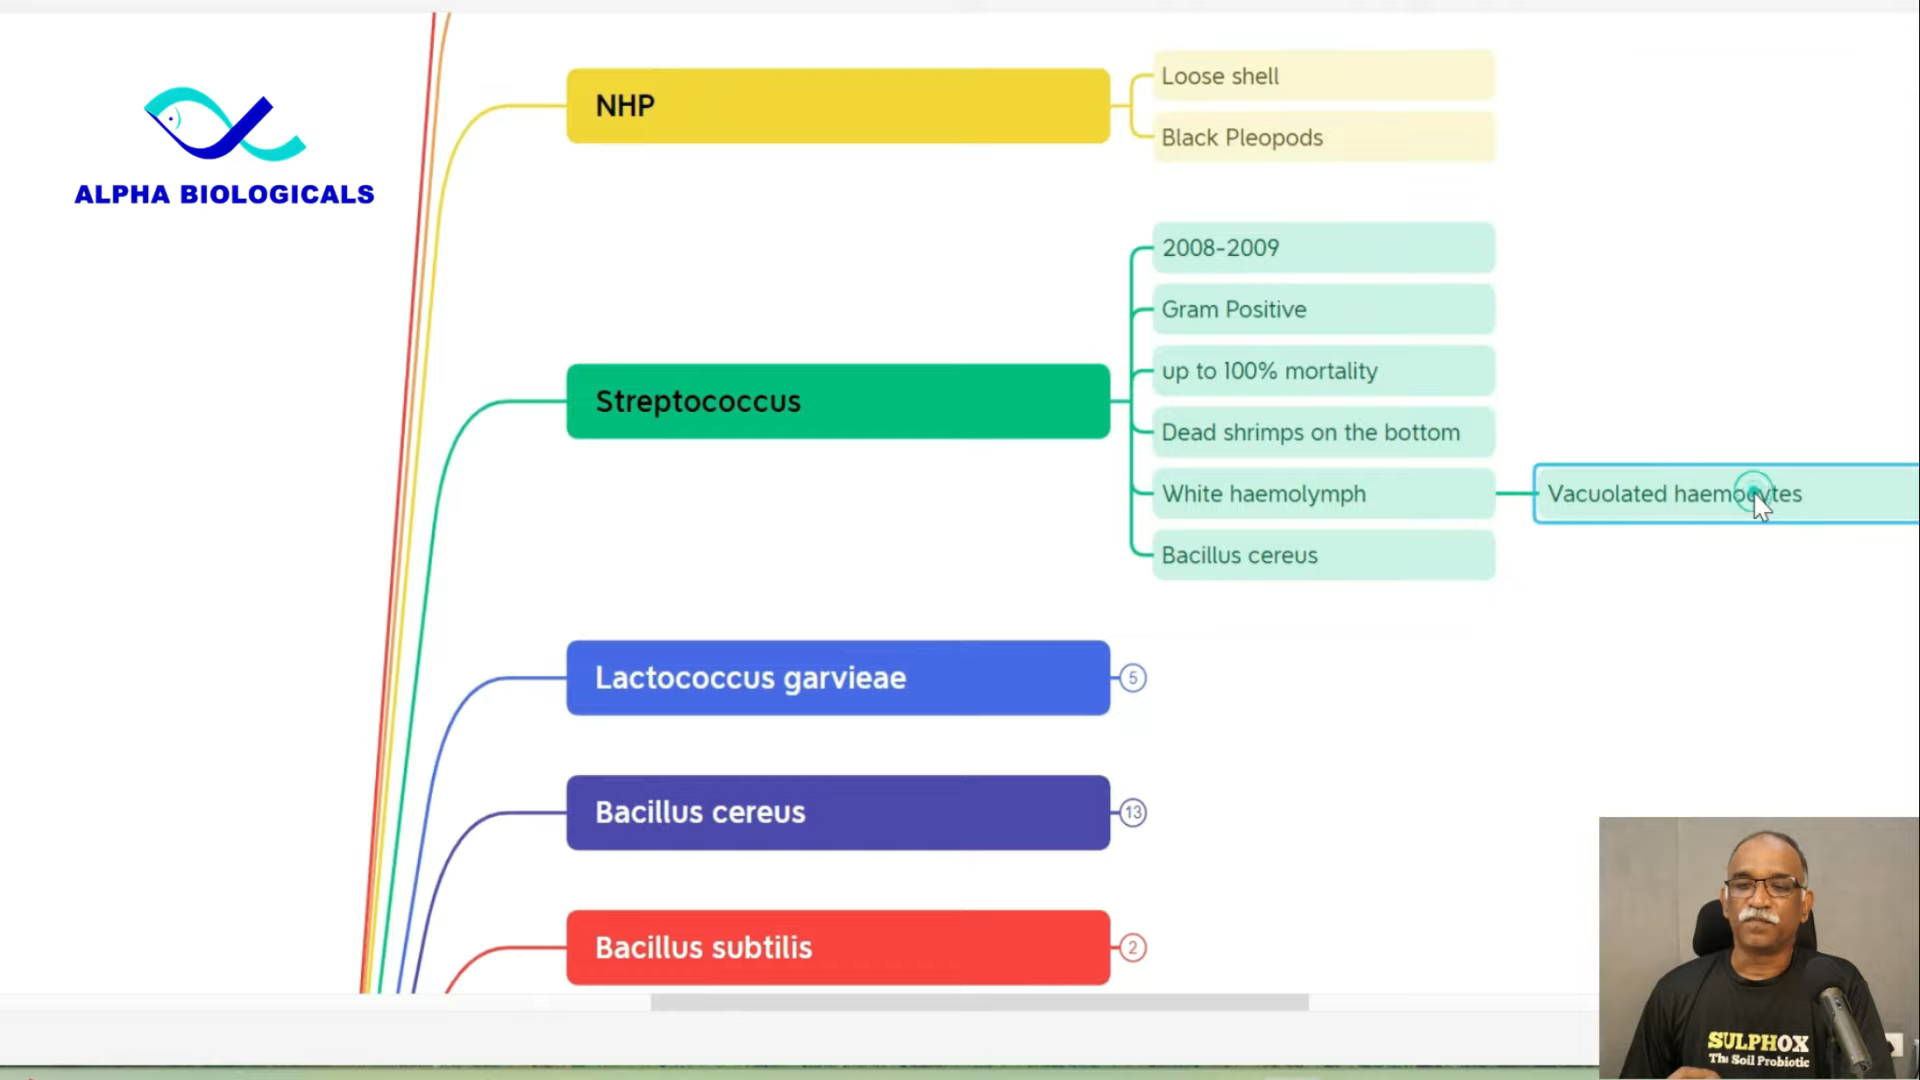 ALPHA BIOLOGICALS
NHP
Loose shell
Black Pleopods
Streptococcus
2008-2009
Gram Positive
up to 100% mortality
Dead shrimps on the bottom
White haemolymph
Vacuolated haemocytes
Bacillus cereus
Lactococcus garvieae
5
Bacillus cereus
13
Bacillus subtilis
2
SULPHOX
The Soil Probiotic